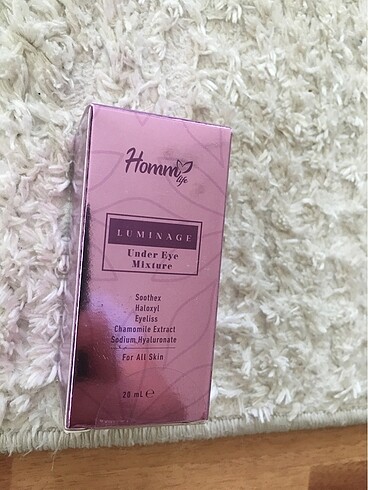 Homm
life
LUMINAGE
Under Eye
Mixture
Soothex
Haloxyl
Eyeliss
Chamomile Extract
Sodium Hyaluronate
For All Skin
20 mL ℮